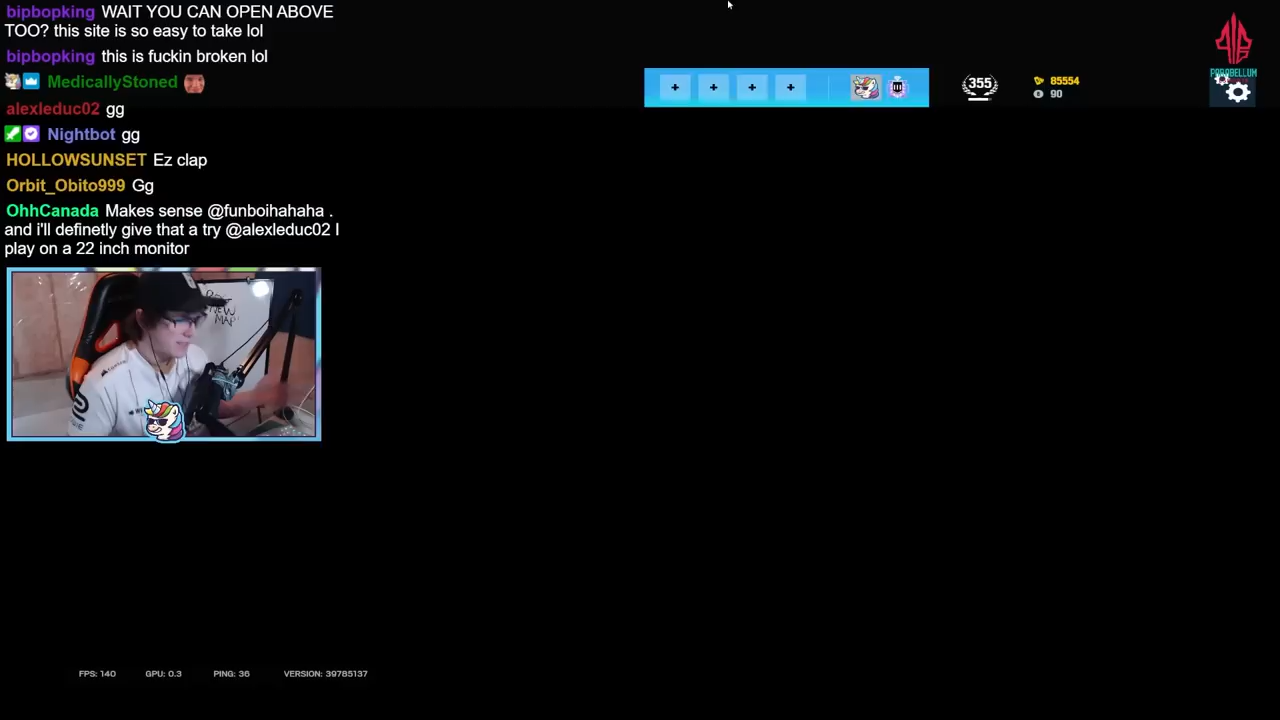 bipbopking WAIT YOU CAN OPEN ABOVE
TOO? this site is so easy to take lol
bipbopking this is fuckin broken lol
MedicallyStoned
alexleduc02 gg
Nightbot gg
HOLLOWSUNSET Ez clap
Orbit_Obito999 Gg
OhhCanada Makes sense @funboihahaha .
and i'll definetly give that a try @alexleduc02 I
play on a 22 inch monitor
+ + + +
355
85554
90
PARABELLUM
NEW
MAP
FPS: 140 GPU: 0.3 PING: 36 VERSION: 39785137